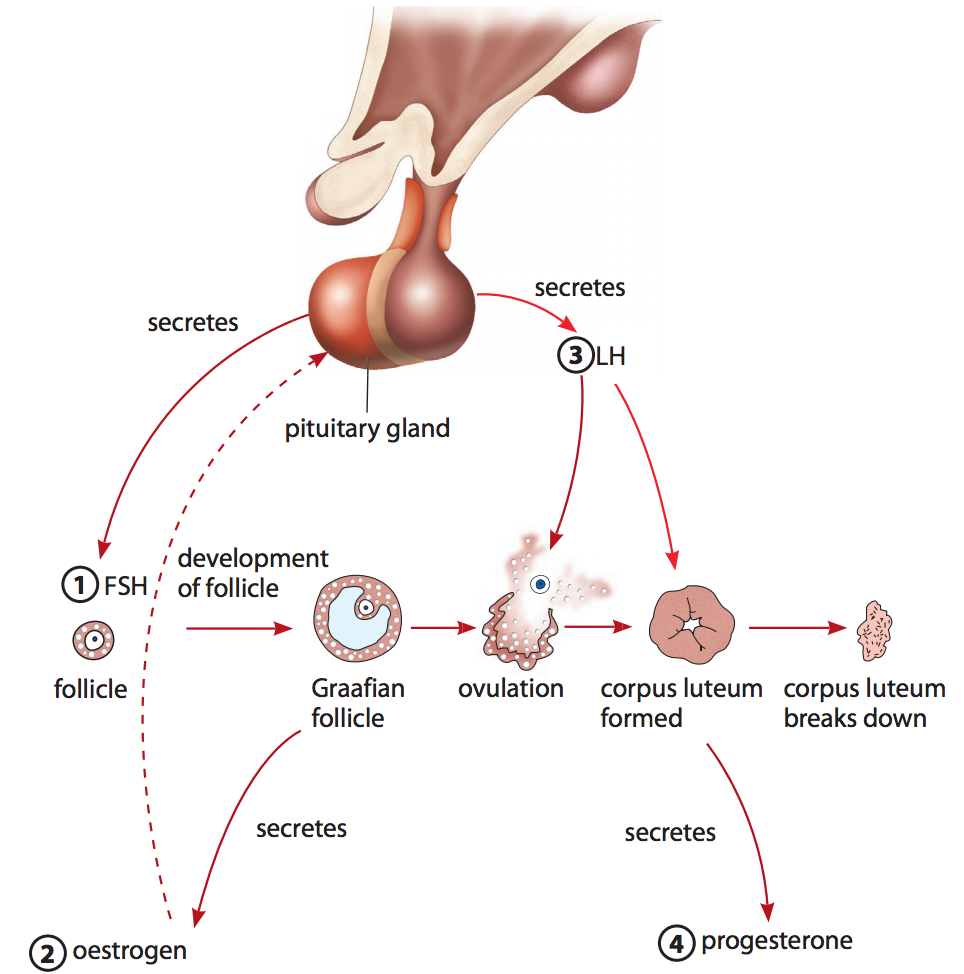 secretes
secretes
3 LH
pituitary gland
1 FSH
development
of follicle
follicle
Graafian
follicle
ovulation
corpus luteum
formed
corpus luteum
breaks down
secretes
secretes
2 oestrogen
4 progesterone